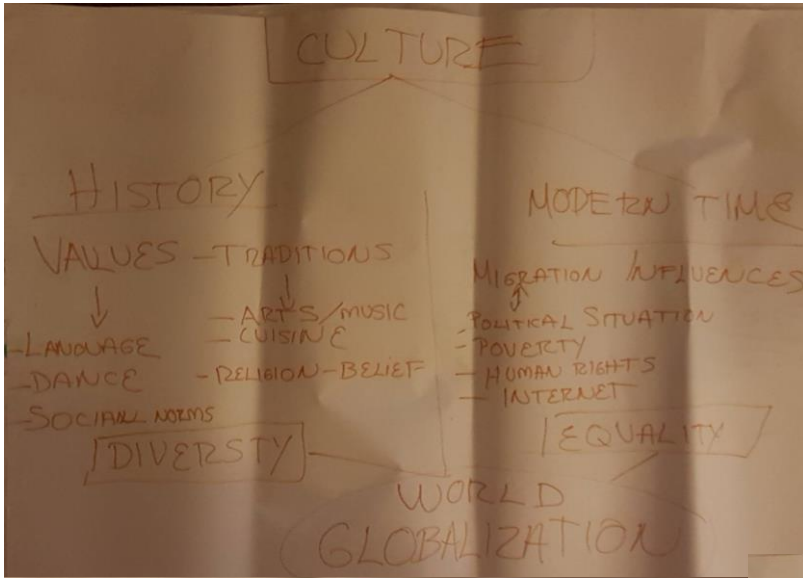 CULTURE
HISTORY
VALUES - TRADITIONS
- LANGUAGE
- DANCE
- SOCIAILL NORMS
- ARTS/MUSIC
- CUISINE
- RELIGION - BELIEF
DIVERSTY
MODERN TIME
MIGRATION INFLUENCES
- POLITICAL SITUATION
- POVERTY
- HUMAN RIGHTS
- INTERNET
EQUALITY
WORLD
GLOBALIZATION